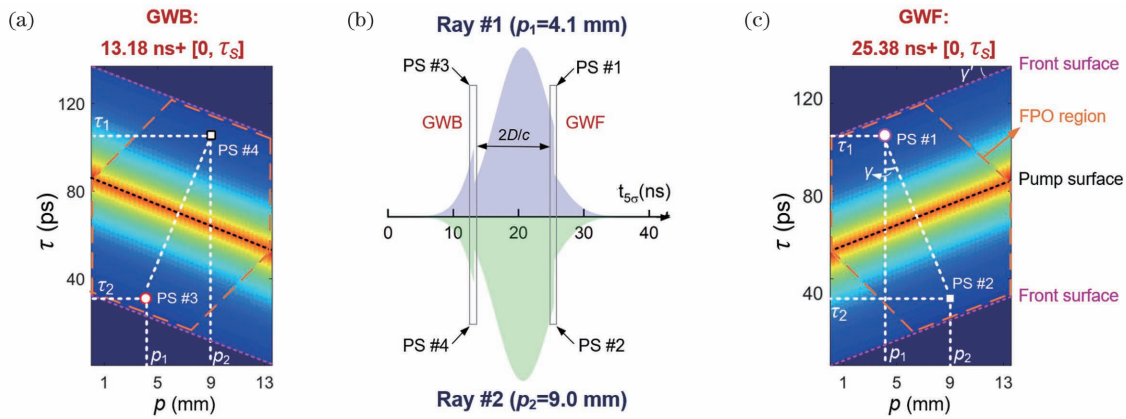 (a)
GWB:
13.18 ns+ [0, τS]
τ (ps)
120
80
40
τ1
τ2
PS #4
PS #3
p1
p2
1
5
9
13
p (mm)
(b)
Ray #1 (p1=4.1 mm)
PS #3
PS #1
GWB
GWF
2D/c
t5σ(ns)
0
10
20
30
40
PS #4
PS #2
Ray #2 (p2=9.0 mm)
(c)
GWF:
25.38 ns+ [0, τS]
τ (ps)
120
80
40
τ1
τ2
γ'
PS #1
γ
PS #2
p1
p2
1
5
9
13
p (mm)
Front surface
FPO region
Pump surface
Front surface